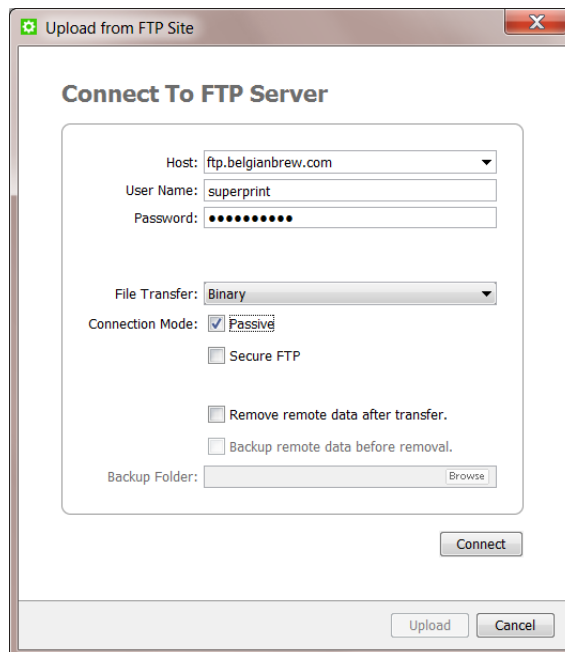 Upload from FTP Site
Connect To FTP Server
Host: ftp.belgianbrew.com
User Name: superprint
Password: ●●●●●●●●●●
File Transfer: Binary
Connection Mode: Passive
Secure FTP
Remove remote data after transfer.
Backup remote data before removal.
Backup Folder: Browse
Connect
Upload Cancel